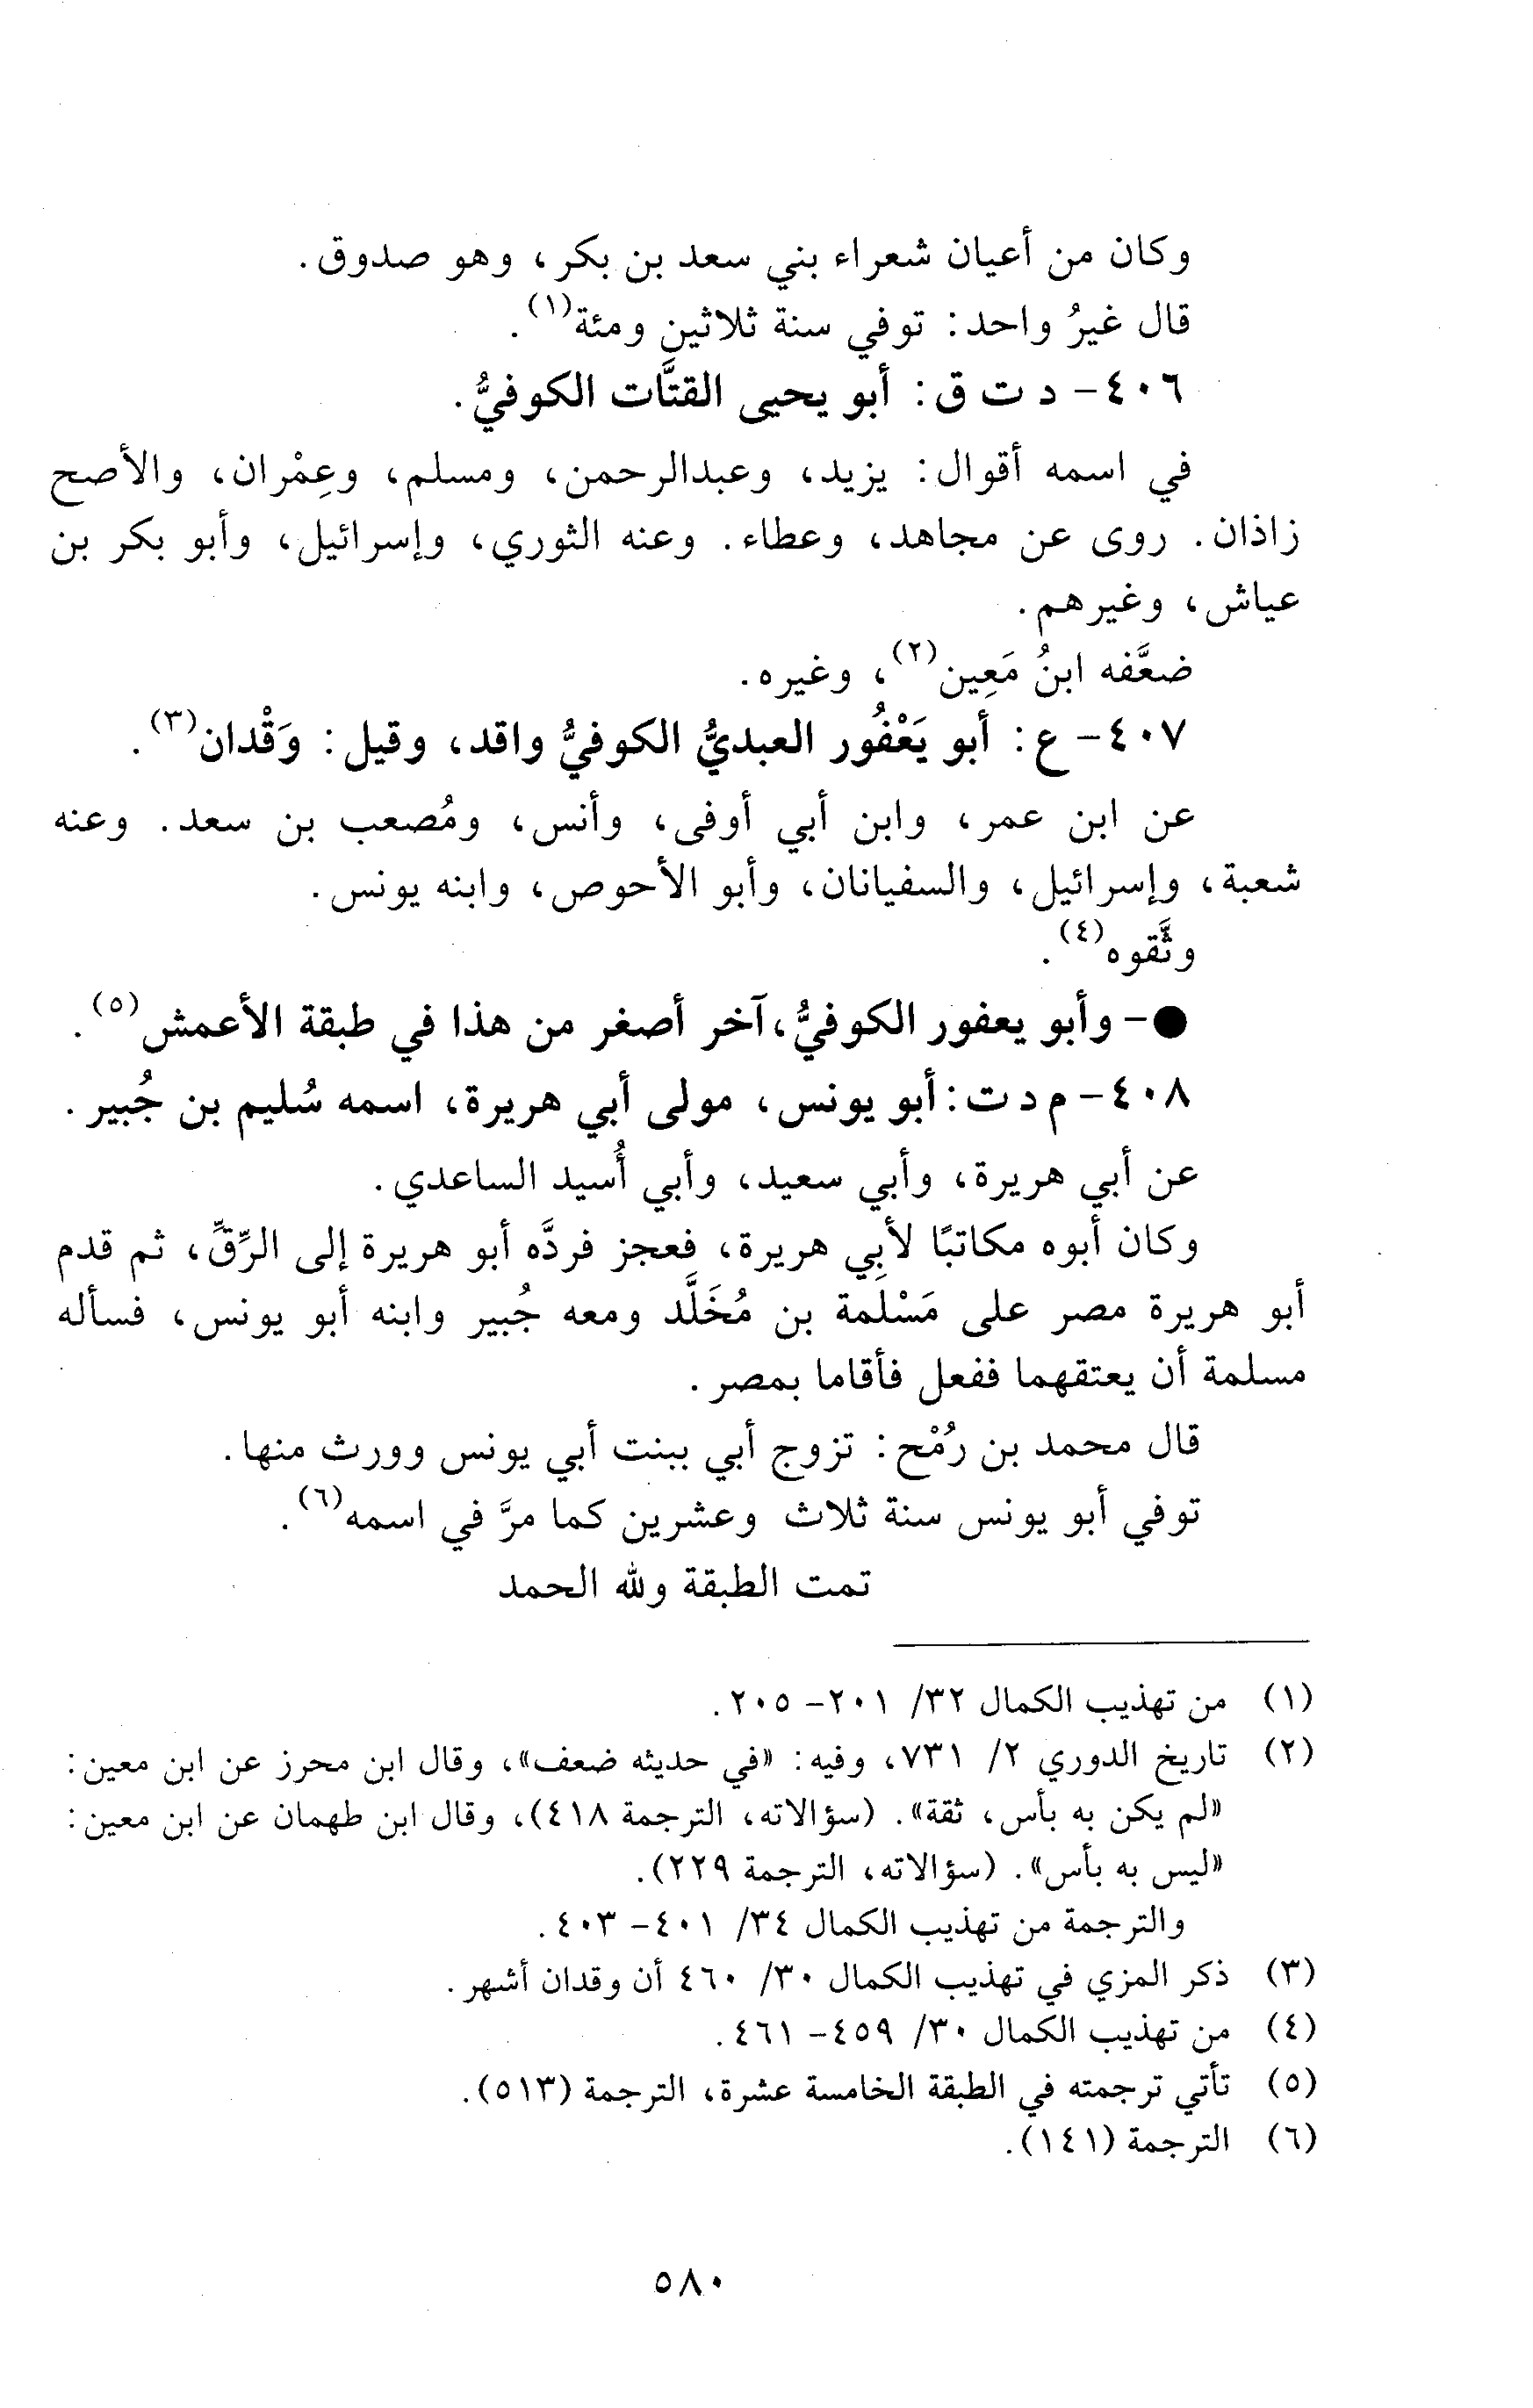 وكان من أعيان شعراء بني سعد بن بكر، وهو صدوق.
قال غيرُ واحد: توفي سنة ثلاثين ومئة(١).
٤٠٦- د ت ق: أبو يحيى القتَّات الكوفيُّ.
في اسمه أقوال: يزيد، وعبدالرحمن، ومسلم، وعِمْران، والأصح
زاذان. روى عن مجاهد، وعطاء. وعنه الثوري، وإسرائيل، وأبو بكر بن
عياش، وغيرهم.
ضعَّفه ابنُ مَعِين(٢)، وغيره.
٤٠٧- ع: أبو يَعْفُور العبديُّ الكوفيُّ واقد، وقيل: وَقْدان(٣).
عن ابن عمر، وابن أبي أوفى، وأنس، ومُصعب بن سعد. وعنه
شعبة، وإسرائيل، والسفيانان، وأبو الأحوص، وابنه يونس.
وثَّقوه(٤).
●- وأبو يعفور الكوفيُّ، آخر أصغر من هذا في طبقة الأعمش(٥).
٤٠٨- م د ت: أبو يونس، مولى أبي هريرة، اسمه سُليم بن جُبير.
عن أبي هريرة، وأبي سعيد، وأبي أُسيد الساعدي.
وكان أبوه مكاتبًا لأبِي هريرة، فعجز فردَّه أبو هريرة إلى الرِّقِّ، ثم قدم
أبو هريرة مصر على مَسْلَمة بن مُخَلَّد ومعه جُبير وابنه أبو يونس، فسأله
مسلمة أن يعتقهما ففعل فأقاما بمصر.
قال محمد بن رُمْح: تزوج أبي ببنت أبي يونس وورث منها.
توفي أبو يونس سنة ثلاث وعشرين كما مرَّ في اسمه(٦).
تمت الطبقة ولله الحمد
(١) من تهذيب الكمال ٣٢/ ٢٠١- ٢٠٥.
(٢) تاريخ الدوري ٢/ ٧٣١، وفيه: «في حديثه ضعف»، وقال ابن محرز عن ابن معين:
«لم يكن به بأس، ثقة». (سؤالاته، الترجمة ٤١٨)، وقال ابن طهمان عن ابن معين:
«ليس به بأس». (سؤالاته، الترجمة ٢٢٩).
والترجمة من تهذيب الكمال ٣٤/ ٤٠١- ٤٠٣.
(٣) ذكر المزي في تهذيب الكمال ٣٠/ ٤٦٠ أن وقدان أشهر.
(٤) من تهذيب الكمال ٣٠/ ٤٥٩- ٤٦١.
(٥) تأتي ترجمته في الطبقة الخامسة عشرة، الترجمة (٥١٣).
(٦) الترجمة (١٤١).
٥٨٠